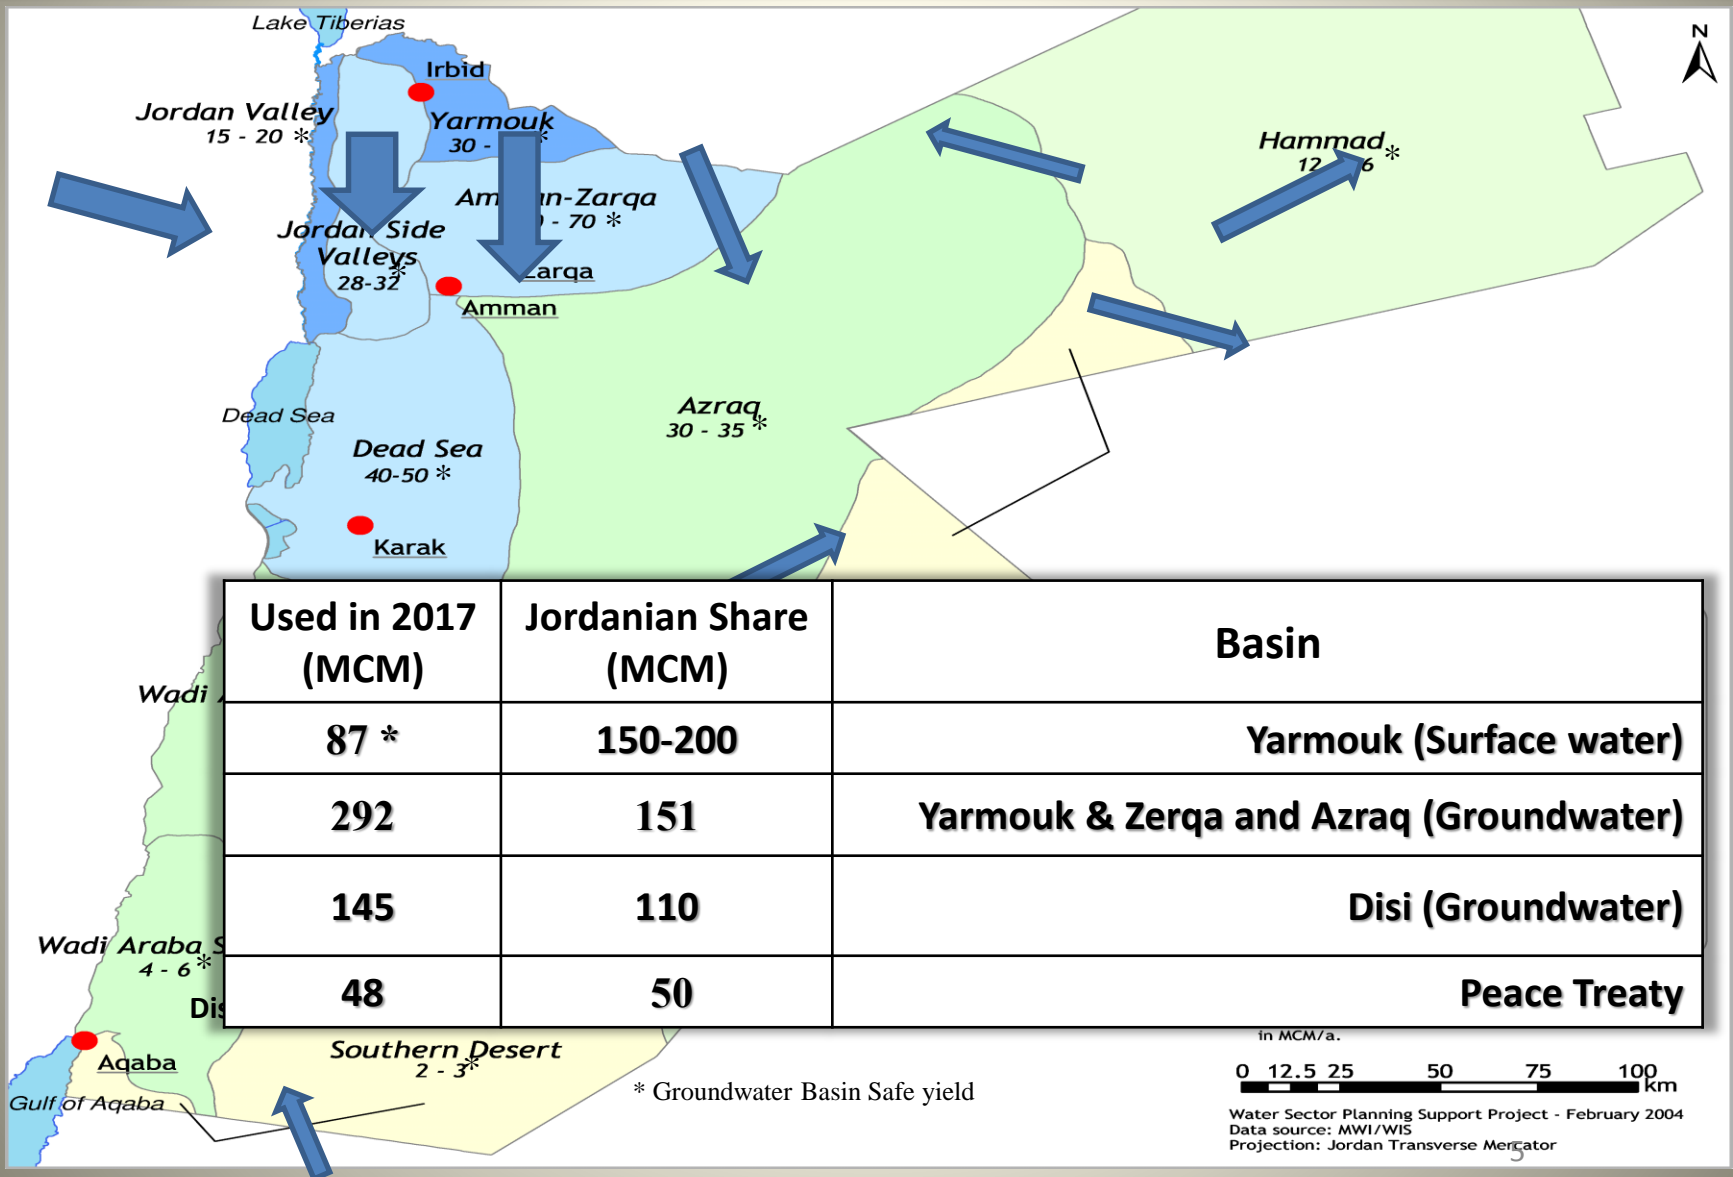 Lake Tiberias
N
Irbid
Jordan Valley
15 - 20 *
Yarmouk
30 - *
Hammad
12 6 *
Amman-Zarqa
- 70 *
Jordan Side
Valleys
28-32 *
Zarqa
Amman
Dead Sea
Azraq
30 - 35 *
Dead Sea
40-50 *
Karak
Used in 2017
(MCM)
Jordanian Share
(MCM)
Basin
87 *
150-200
Yarmouk (Surface water)
292
151
Yarmouk & Zerqa and Azraq (Groundwater)
145
110
Disi (Groundwater)
48
50
Peace Treaty
Wadi
Wadi Araba S
4 - 6 *
Dis
Aqaba
Gulf of Aqaba
Southern Desert
2 - 3 *
* Groundwater Basin Safe yield
in MCM/a.
0 12.5 25 50 75 100
km
Water Sector Planning Support Project - February 2004
Data source: MWI/WIS
Projection: Jordan Transverse Mercator
5